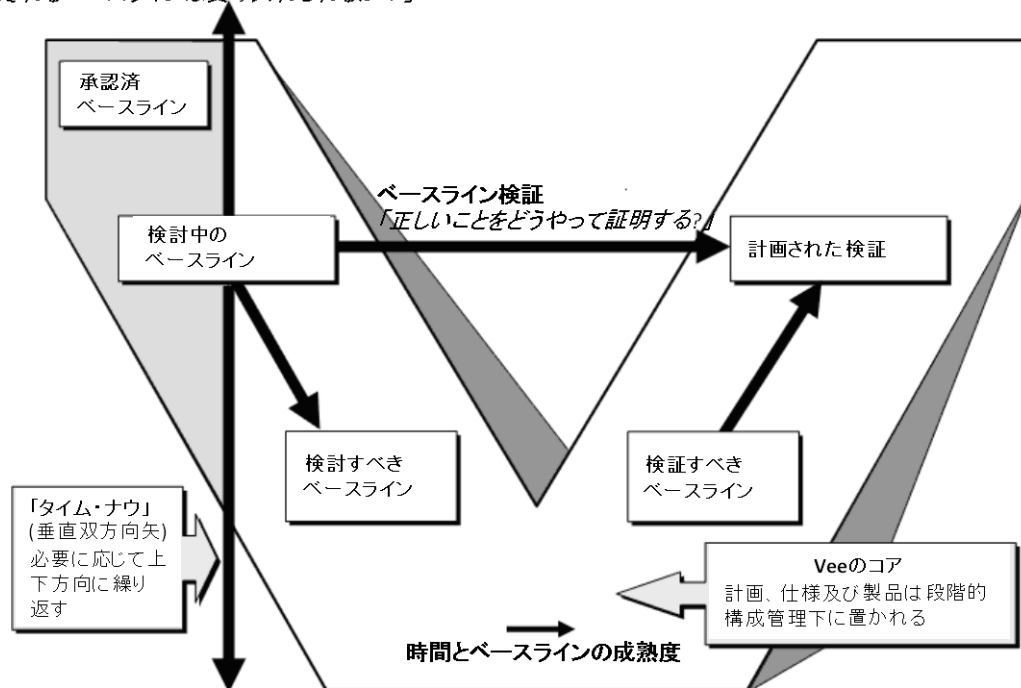 承認済
ベースライン
ベースライン検証
「正しいことをどうやって証明する?」
検討中の
ベースライン
計画された検証
検討すべき
ベースライン
検証すべき
ベースライン
「タイム・ナウ」
(垂直双方向矢)
必要に応じて上
下方向に繰り
返す
Veeのコア
計画、仕様及び製品は段階的
構成管理下に置かれる
時間とベースラインの成熟度